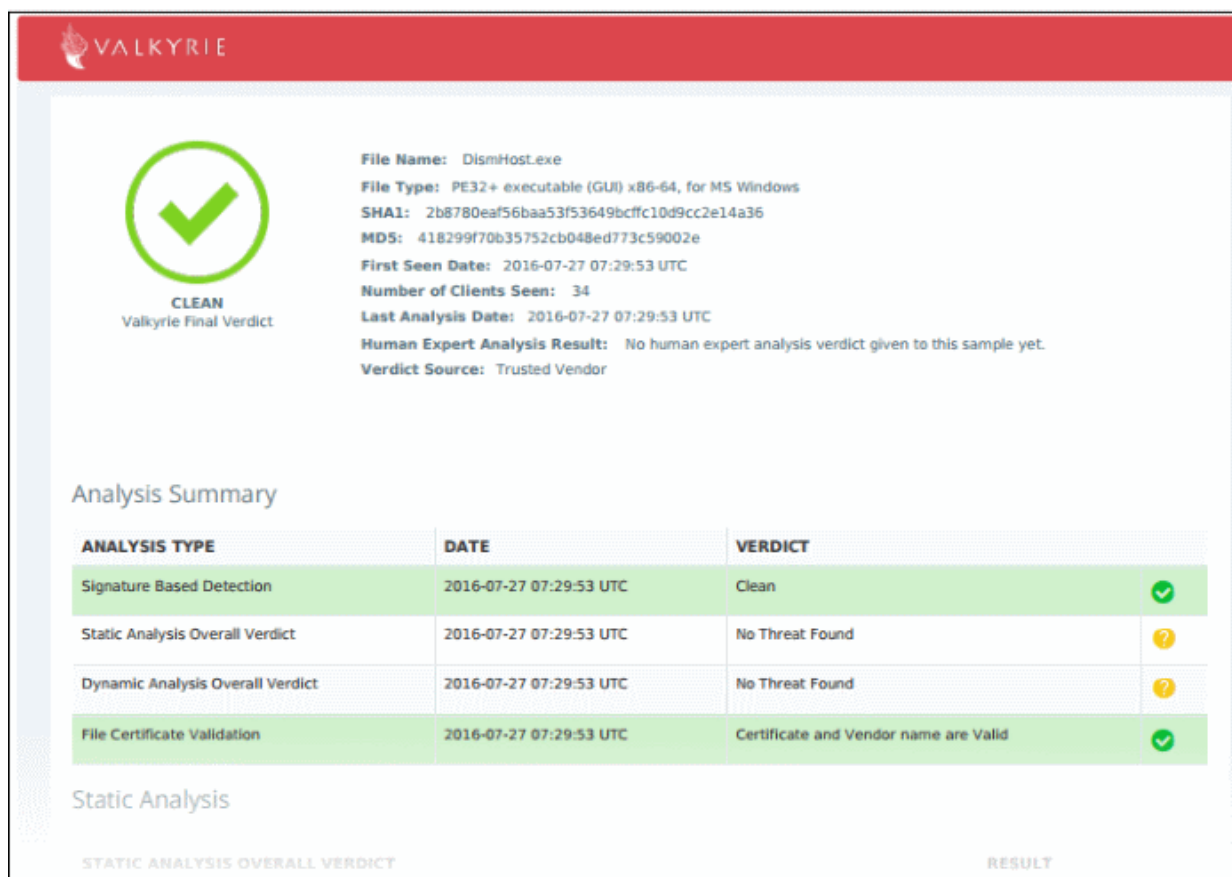 VALKYRIE
File Name: DismHost.exe
File Type: PE32+ executable (GUI) x86-64, for MS Windows
SHA1: 2b8780eaf56baa53f53649bcffc10d9cc2e14a36
MD5: 418299f70b35752cb048ed773c59002e
First Seen Date: 2016-07-27 07:29:53 UTC
Number of Clients Seen: 34
Last Analysis Date: 2016-07-27 07:29:53 UTC
Human Expert Analysis Result: No human expert analysis verdict given to this sample yet.
Verdict Source: Trusted Vendor
CLEAN
Valkyrie Final Verdict
Analysis Summary
ANALYSIS TYPE DATE VERDICT
Signature Based Detection 2016-07-27 07:29:53 UTC Clean
Static Analysis Overall Verdict 2016-07-27 07:29:53 UTC No Threat Found ?
Dynamic Analysis Overall Verdict 2016-07-27 07:29:53 UTC No Threat Found ?
File Certificate Validation 2016-07-27 07:29:53 UTC Certificate and Vendor name are Valid
Static Analysis
STATIC ANALYSIS OVERALL VERDICT RESULT